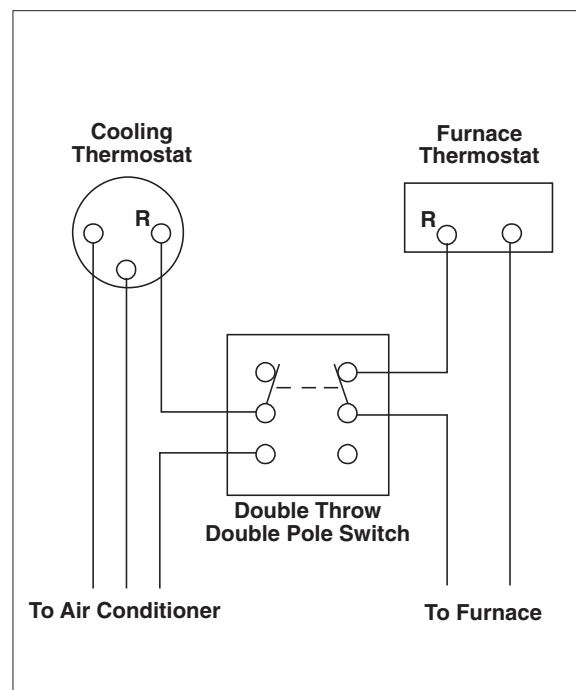 Cooling
Thermostat
R
Furnace
Thermostat
R
Double Throw
Double Pole Switch
To Air Conditioner
To Furnace